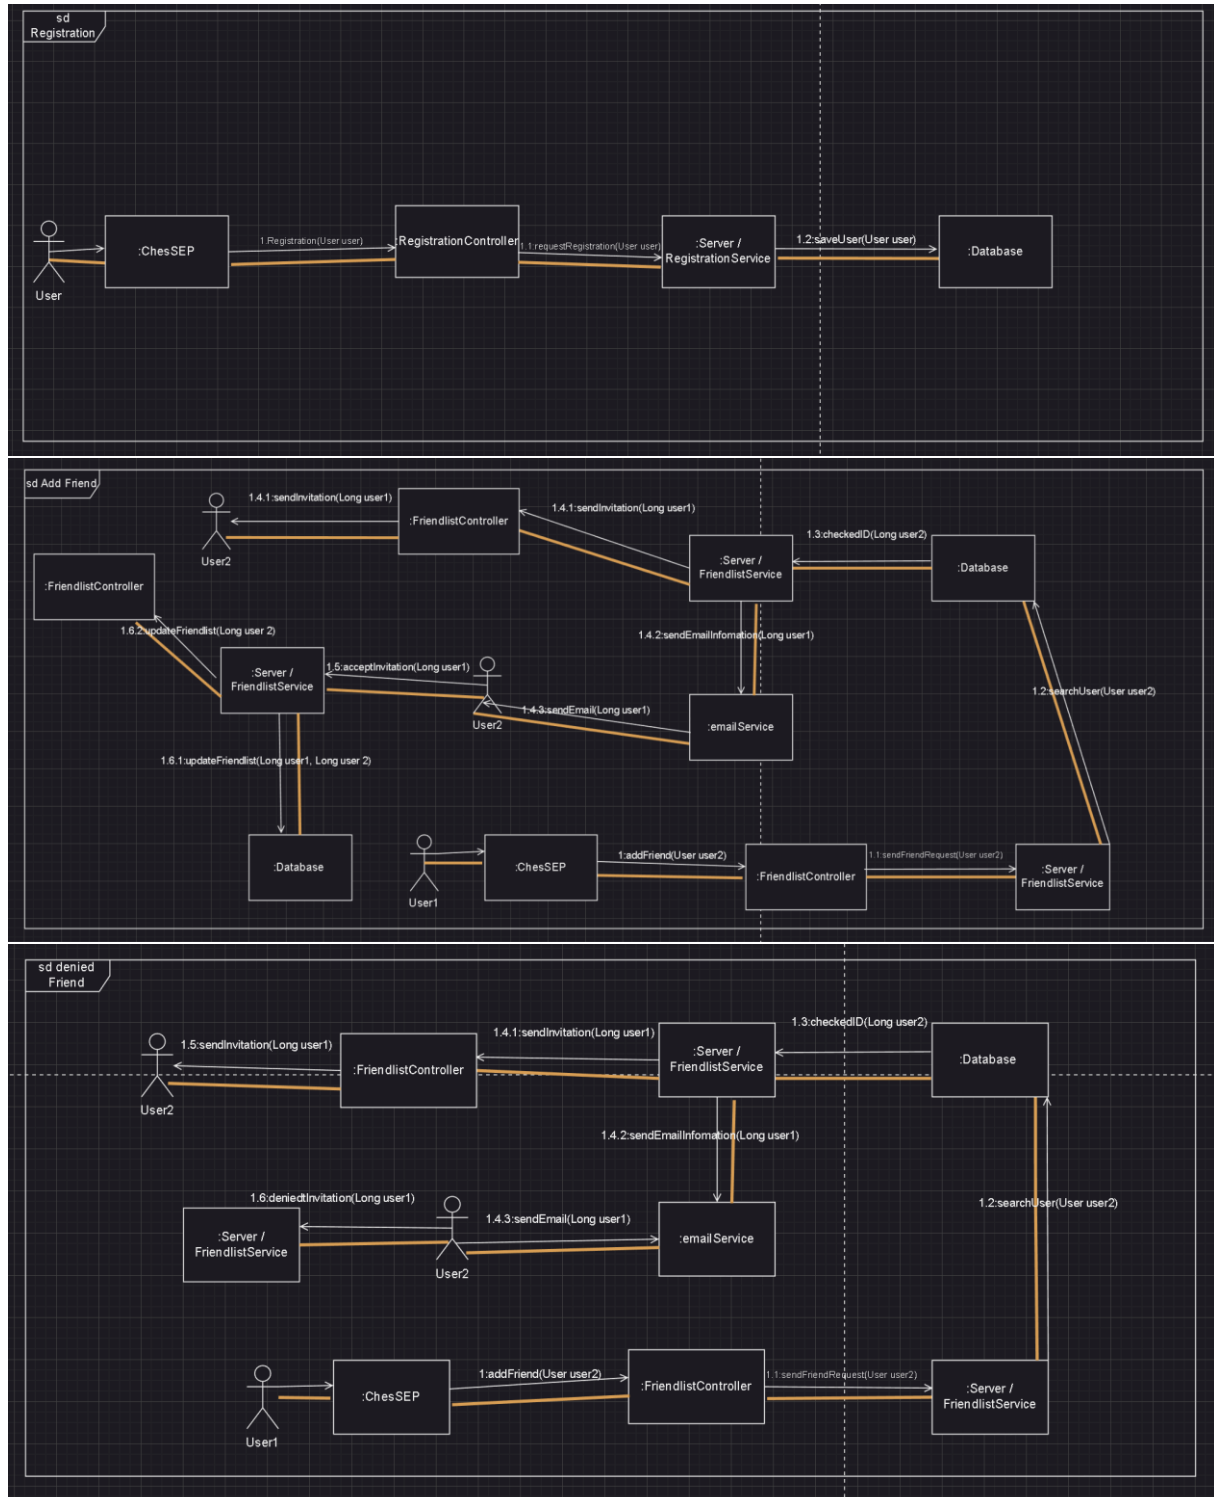 sd
Registration
User
:ChesSEP
1.Registration(User user)
:RegistrationController
1.1:requestRegistration(User user)
:Server /
RegistrationService
1.2:saveUser(User user)
:Database
sd Add Friend
User2
1.4.1:sendInvitation(Long user1)
:FriendlistController
1.4.1:sendInvitation(Long user1)
:Server /
FriendlistService
1.3:checkedID(Long user2)
:Database
:FriendlistController
1.6.2:updateFriendlist(Long user 2)
:Server /
FriendlistService
1.5:acceptInvitation(Long user1)
User2
1.4.2:sendEmailInfomation(Long user1)
1.4.3:sendEmail(Long user1)
:emailService
1.2:searchUser(User user2)
1.6.1:updateFriendlist(Long user1, Long user 2)
:Database
User1
:ChesSEP
1:addFriend(User user2)
:FriendlistController
1.1:sendFriendRequest(User user2)
:Server /
FriendlistService
sd denied
Friend
User2
1.5:sendInvitation(Long user1)
:FriendlistController
1.4.1:sendInvitation(Long user1)
:Server /
FriendlistService
1.3:checkedID(Long user2)
:Database
1.4.2:sendEmailInfomation(Long user1)
:Server /
FriendlistService
1.6:deniedtInvitation(Long user1)
User2
1.4.3:sendEmail(Long user1)
:emailService
1.2:searchUser(User user2)
User1
:ChesSEP
1:addFriend(User user2)
:FriendlistController
1.1:sendFriendRequest(User user2)
:Server /
FriendlistService